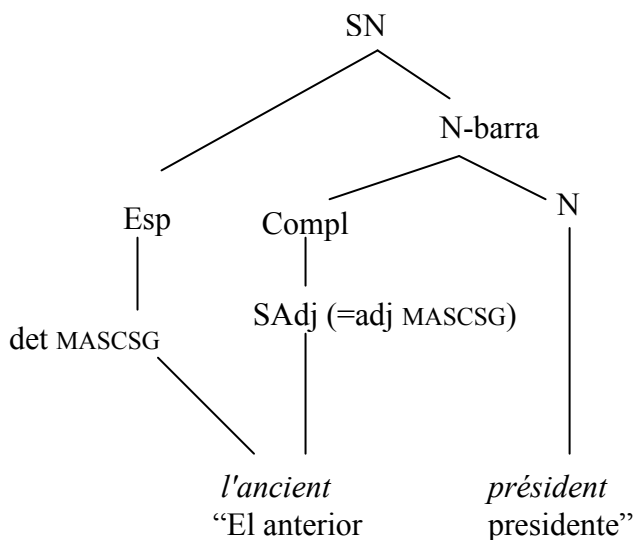 SN
N-barra
Esp Compl N
det MASCSG SAdj (=adj MASCSG)
l'ancient président
“El anterior presidente”